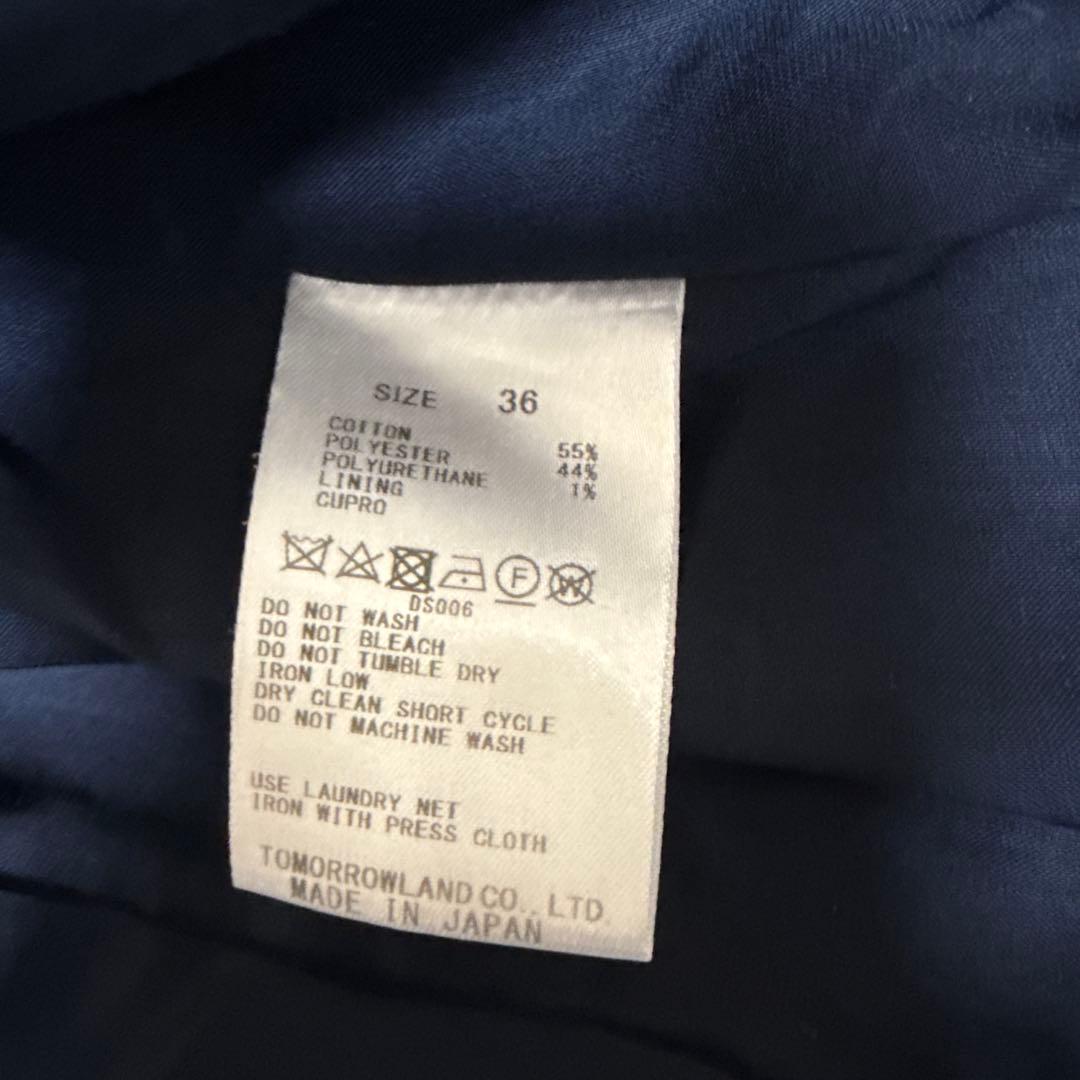 SIZE 36
COTTON 55%
POLYESTER 44%
POLYURETHANE 1%
LINING
CUPRO
F W
DS006
DO NOT WASH
DO NOT BLEACH
DO NOT TUMBLE DRY
IRON LOW
DRY CLEAN SHORT CYCLE
DO NOT MACHINE WASH
USE LAUNDRY NET
IRON WITH PRESS CLOTH
TOMORROWLAND CO., LTD.
MADE IN JAPAN